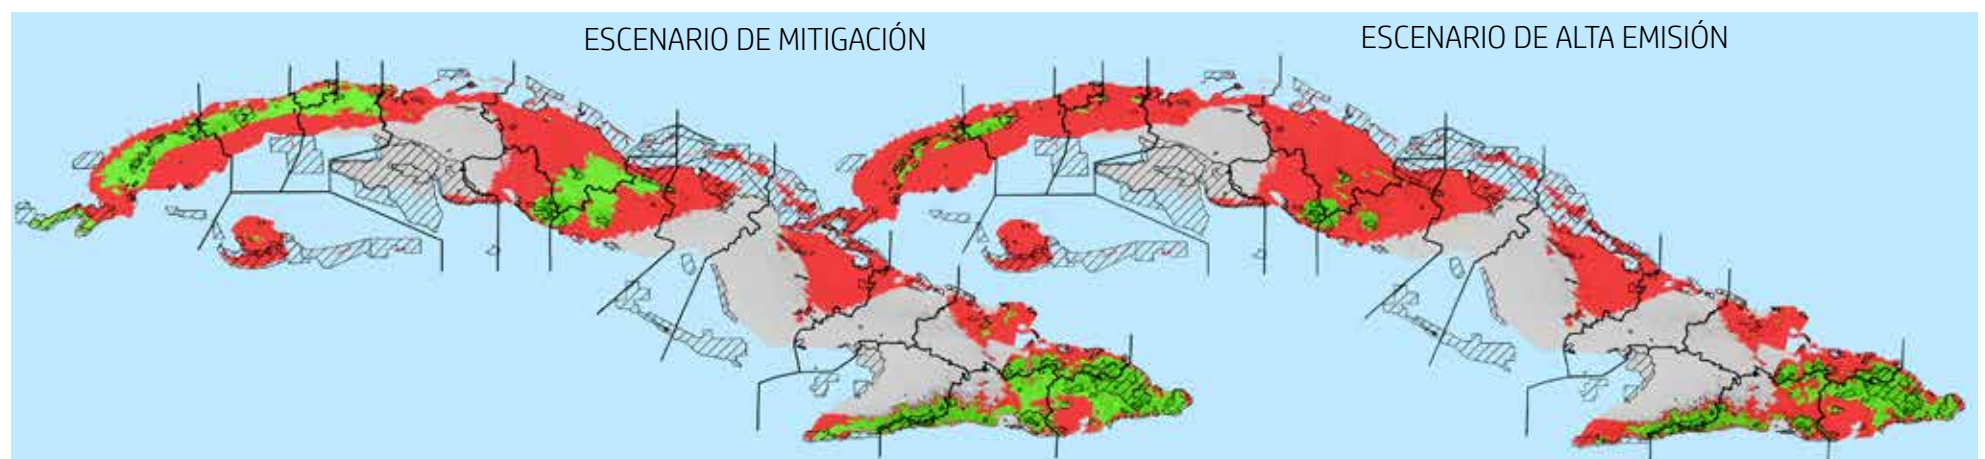 ESCENARIO DE MITIGACIÓN
ESCENARIO DE ALTA EMISIÓN